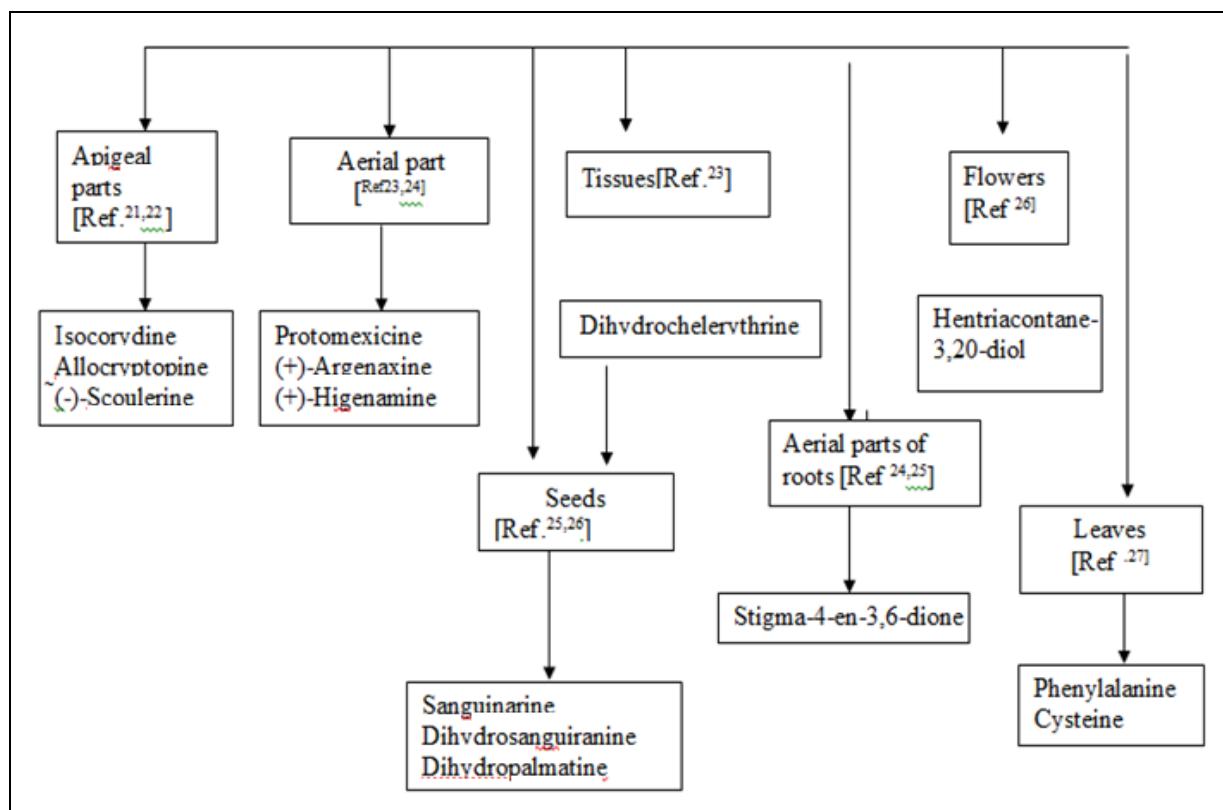 Apigeal
parts
[Ref.21,22]
Aerial part
[Ref23,24]
Tissues[Ref.23]
Flowers
[Ref 26]
Isocorydine
Allocryptopine
~(-)-Scoulerine
Protomexicine
(+)-Argenaxine
(+)-Higenamine
Dihydrochelerythrine
Hentriacontane-
3,20-diol
Seeds
[Ref.25,26]
Aerial parts of
roots [Ref 24,25]
Leaves
[Ref .27]
Stigma-4-en-3,6-dione
Sanguinarine
Dihydrosanguiranine
Dihydropalmatine
Phenylalanine
Cysteine